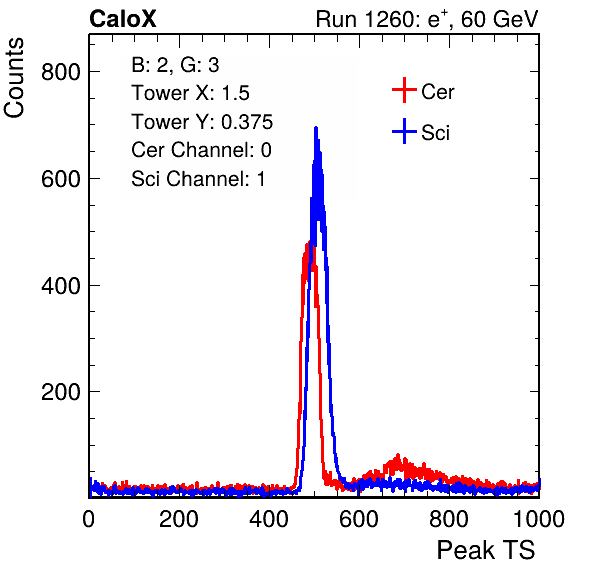 CaloX Run 1260: e⁺, 60 GeV
Counts
B: 2, G: 3
Tower X: 1.5
Tower Y: 0.375
Cer Channel: 0
Sci Channel: 1
Cer
Sci
800
600
400
200
0 200 400 600 800 1000
Peak TS